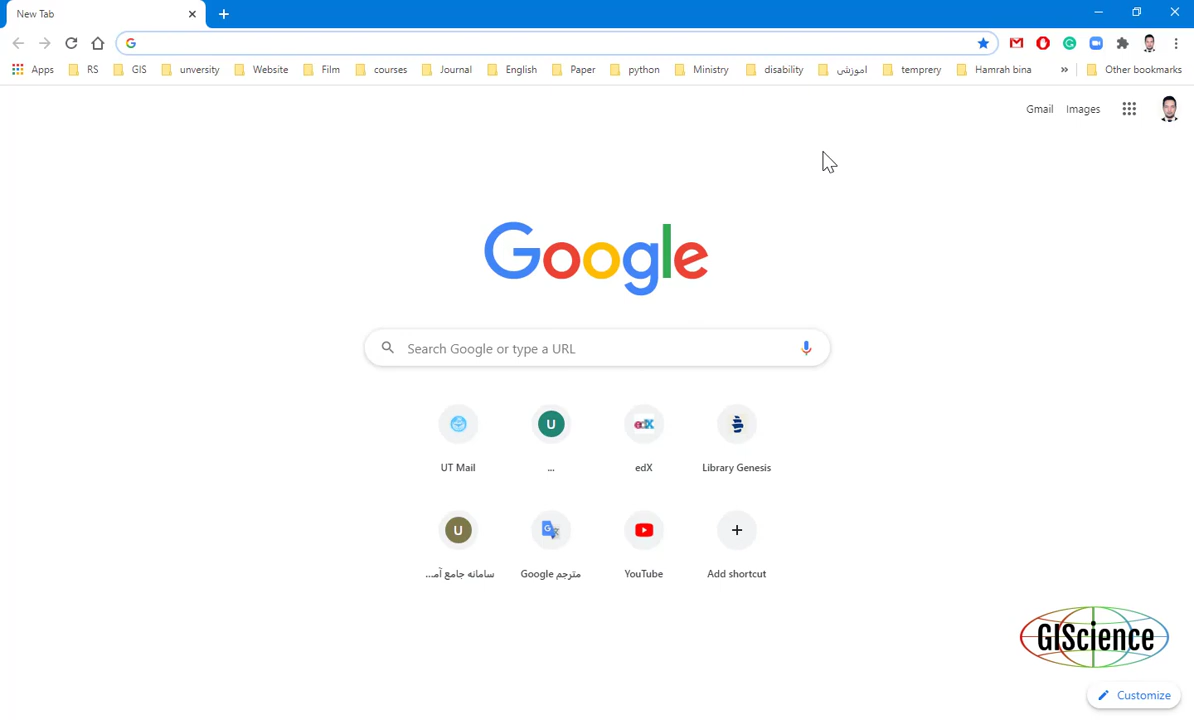 New Tab
Apps RS GIS unversity Website Film courses Journal English Paper python Ministry disability اموزشی temprery Hamrah bina » Other bookmarks
Gmail Images
Google
Search Google or type a URL
U
edX
UT Mail ... edX Library Genesis
U
سامانه جامع آمـ... مترجم Google YouTube Add shortcut
GIScience
Customize